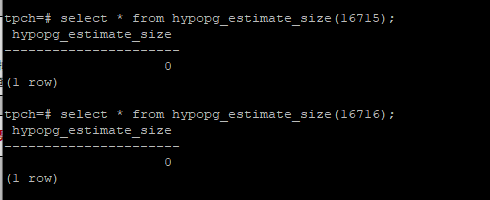 tpch=# select * from hypopg_estimate_size(16715);
 hypopg_estimate_size
----------------------
                    0
(1 row)

tpch=# select * from hypopg_estimate_size(16716);
 hypopg_estimate_size
----------------------
                    0
(1 row)